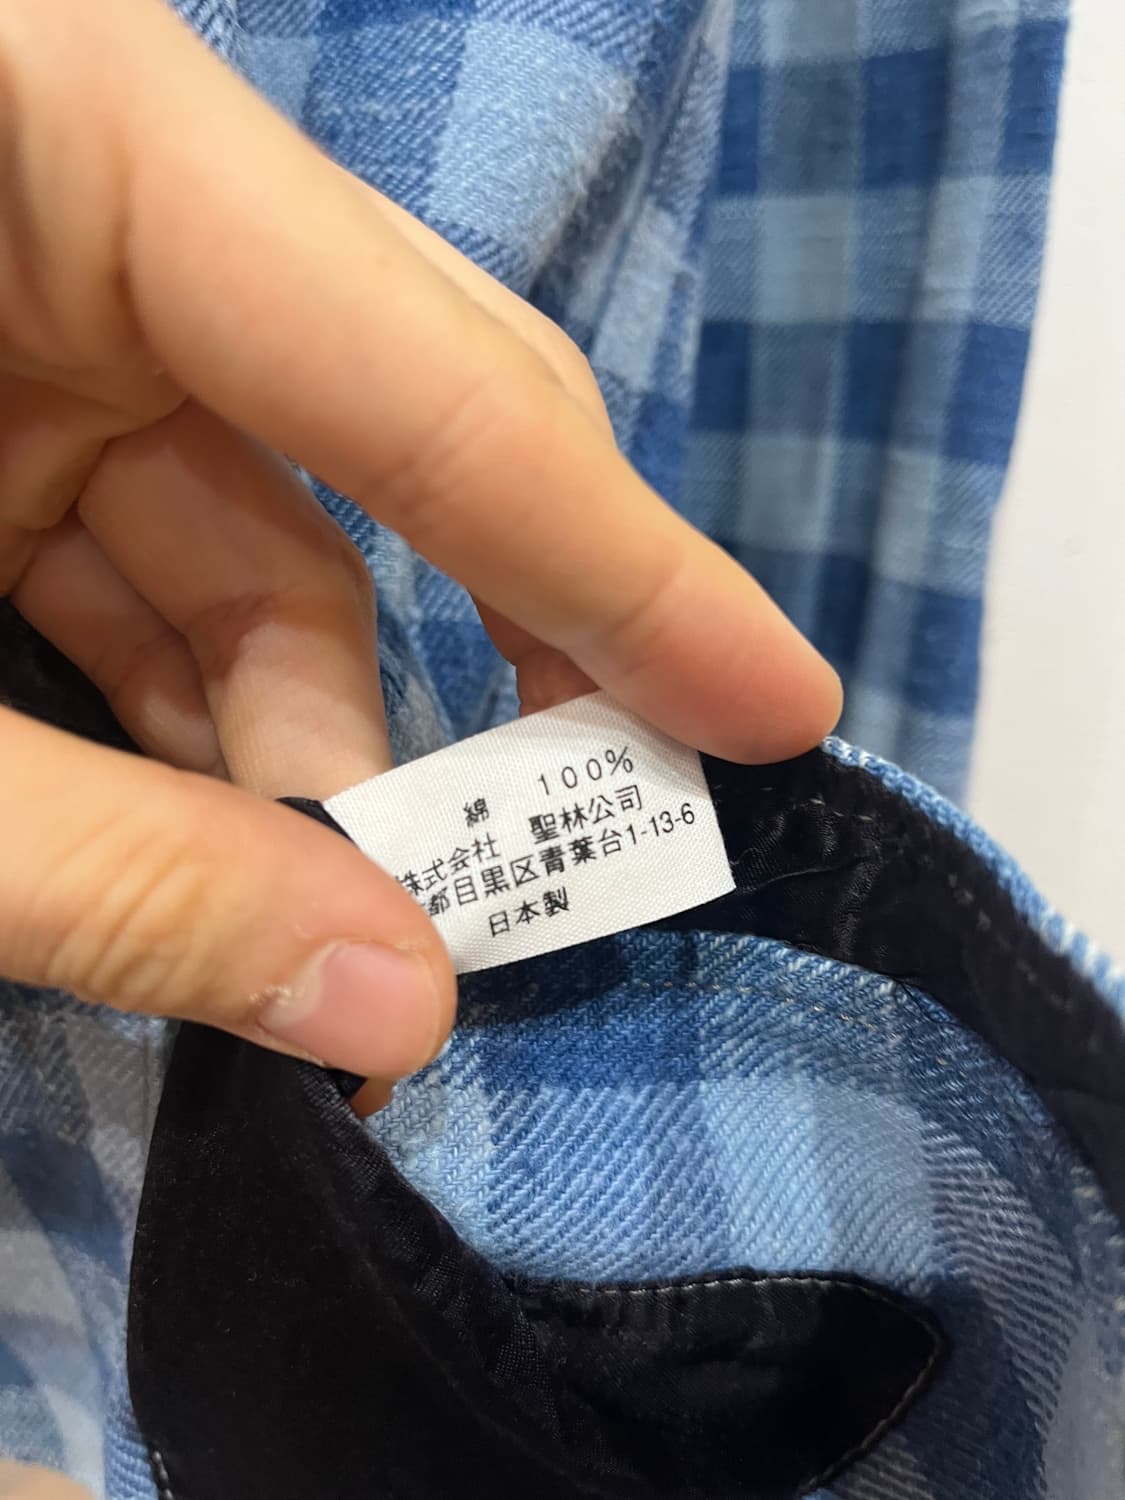 綿 100%
株式会社 聖林公司
都目黒区青葉台1-13-6
日本製